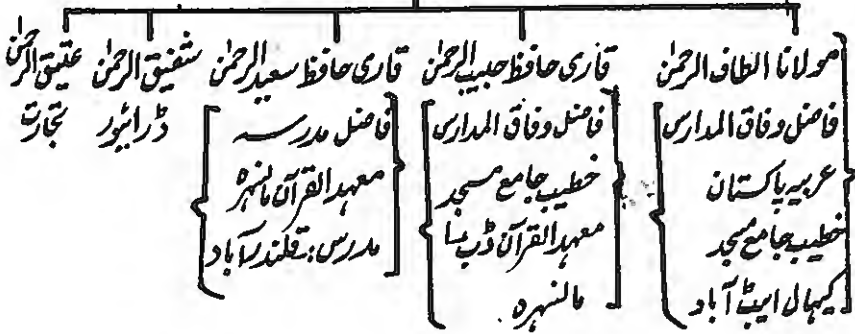 مولانا الطاف الرحمٰن
فاضل وفاق المدارس
عربیہ پاکستان
خطیب جامع مسجد
کیہال ایبٹ آباد
قاری حافظ حبیب الرحمٰن
فاضل وفاق المدارس
خطیب جامع مسجد
معہد القرآن ڈب ۲
مانسہرہ
قاری حافظ سعید الرحمٰن
فاضل مدرسہ
معہد القرآن مانسہرہ
مدرس: قلندر آباد
شفیق الرحمٰن
ڈرائیور
عتیق الرحمٰن
تجارت